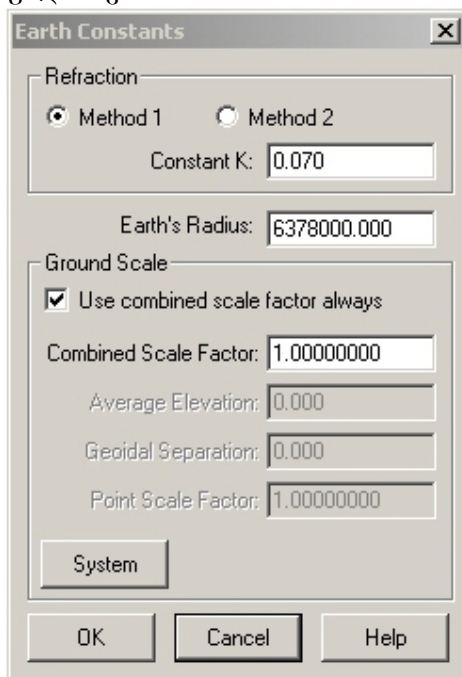 Earth Constants
Refraction
Method 1 Method 2
Constant K: 0.070
Earth's Radius: 6378000.000
Ground Scale
Use combined scale factor always
Combined Scale Factor: 1.00000000
Average Elevation: 0.000
Geoidal Separation: 0.000
Point Scale Factor: 1.00000000
System
OK Cancel Help